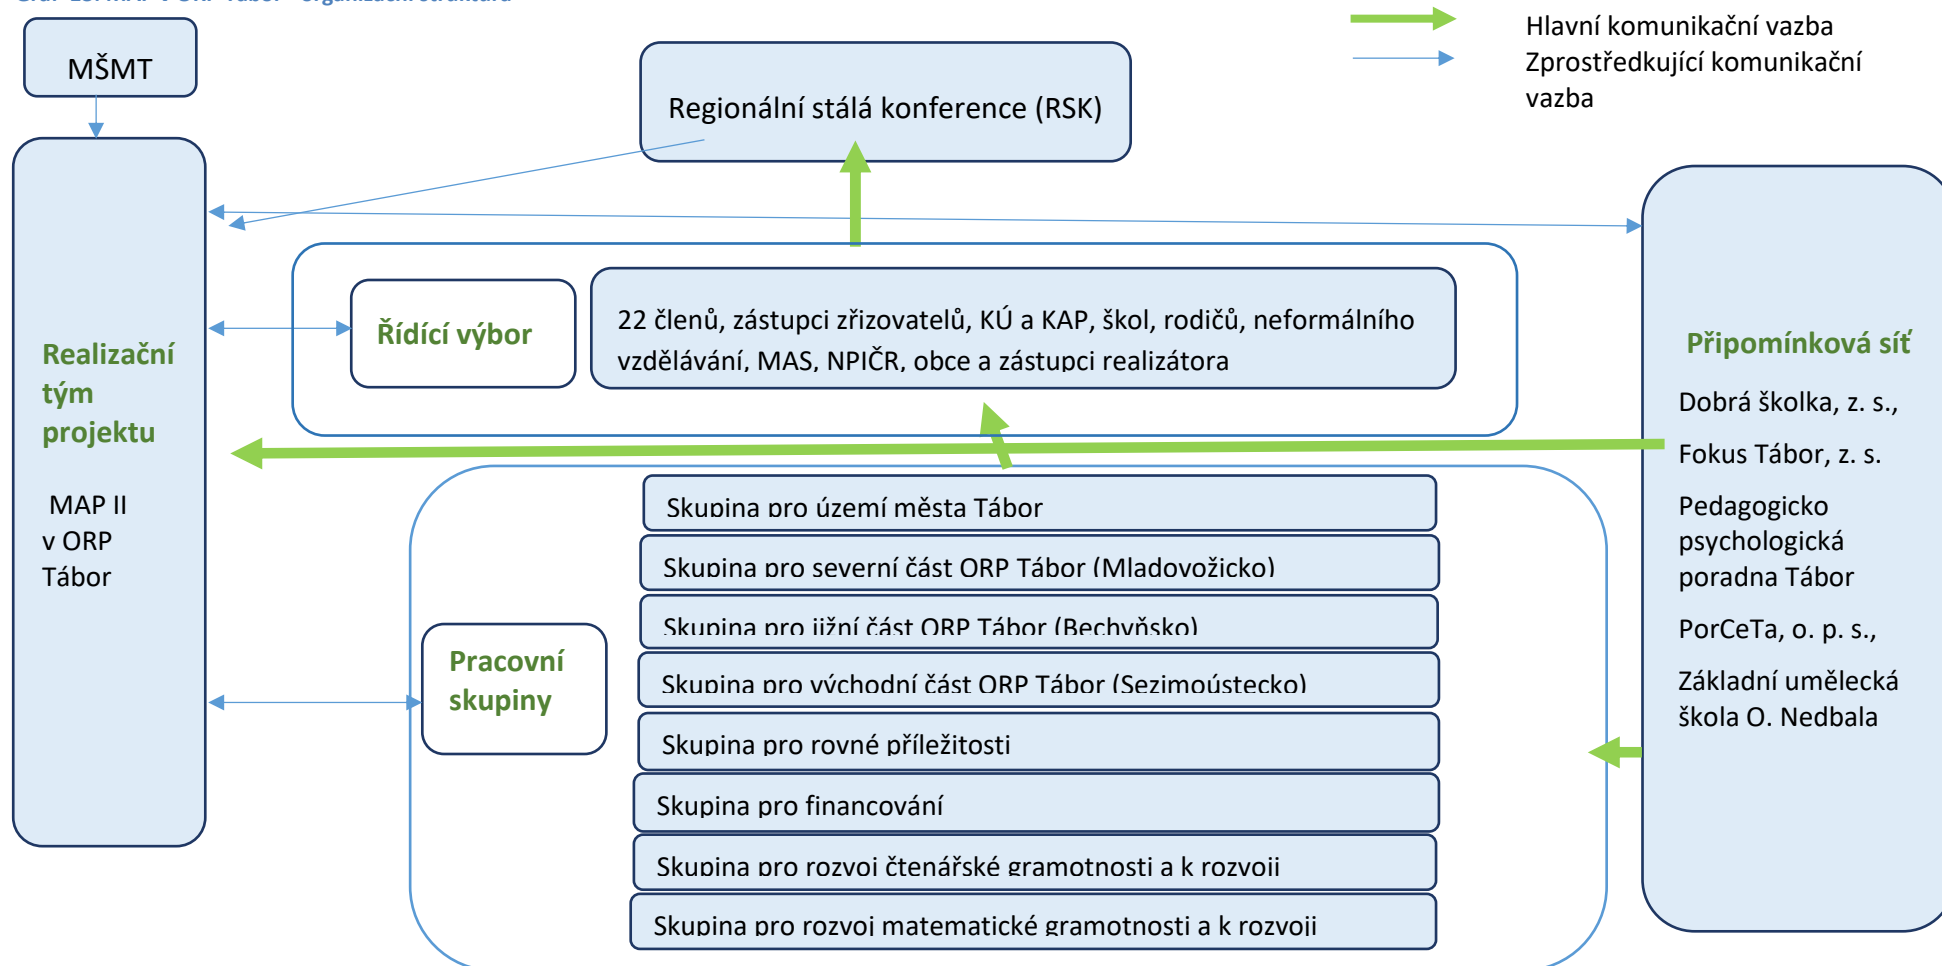 Hlavní komunikační vazba
Zprostředkující komunikační
vazba
MŠMT
Regionální stálá konference (RSK)
Řídící výbor
22 členů, zástupci zřizovatelů, KÚ a KAP, škol, rodičů, neformálního
vzdělávání, MAS, NPIČR, obce a zástupci realizátora
Realizační
tým
projektu
MAP II
v ORP
Tábor
Pracovní
skupiny
Skupina pro území města Tábor
Skupina pro severní část ORP Tábor (Mladovožicko)
Skupina pro jižní část ORP Tábor (Bechyňsko)
Skupina pro východní část ORP Tábor (Sezimoústecko)
Skupina pro rovné příležitosti
Skupina pro financování
Skupina pro rozvoj čtenářské gramotnosti a k rozvoji
Skupina pro rozvoj matematické gramotnosti a k rozvoji
Připomínková síť
Dobrá školka, z. s.,
Fokus Tábor, z. s.
Pedagogicko
psychologická
poradna Tábor
PorCeTa, o. p. s.,
Základní umělecká
škola O. Nedbala